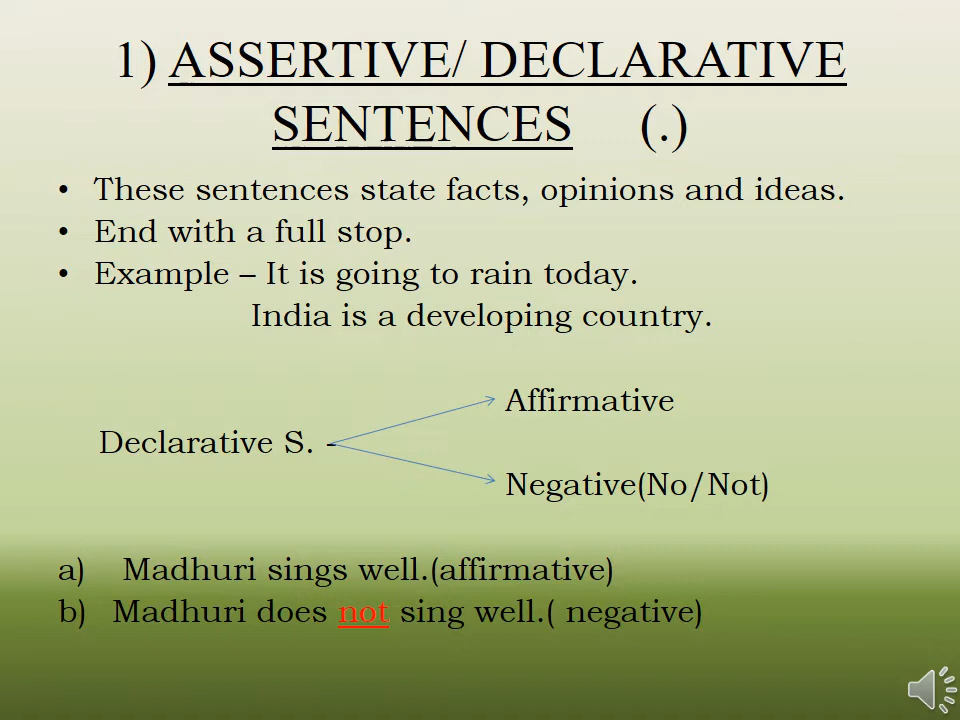 1) ASSERTIVE/ DECLARATIVE
SENTENCES (.)
• These sentences state facts, opinions and ideas.
• End with a full stop.
• Example – It is going to rain today.
India is a developing country.
Affirmative
Declarative S. -
Negative(No/Not)
a) Madhuri sings well.(affirmative)
b) Madhuri does not sing well.( negative)